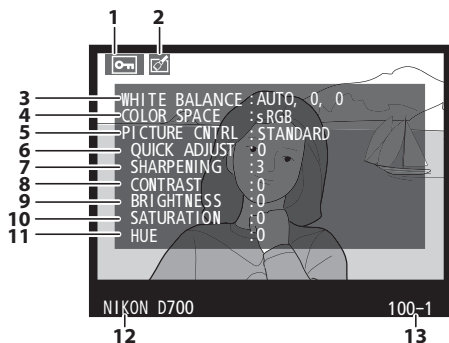 1 2
3 WHITE BALANCE :AUTO, 0, 0
4 COLOR SPACE :sRGB
5 PICTURE CNTRL :STANDARD
6 QUICK ADJUST :0
7 SHARPENING :3
8 CONTRAST :0
9 BRIGHTNESS :0
10 SATURATION :0
11 HUE :0
NIKON D700 100-1
12 13